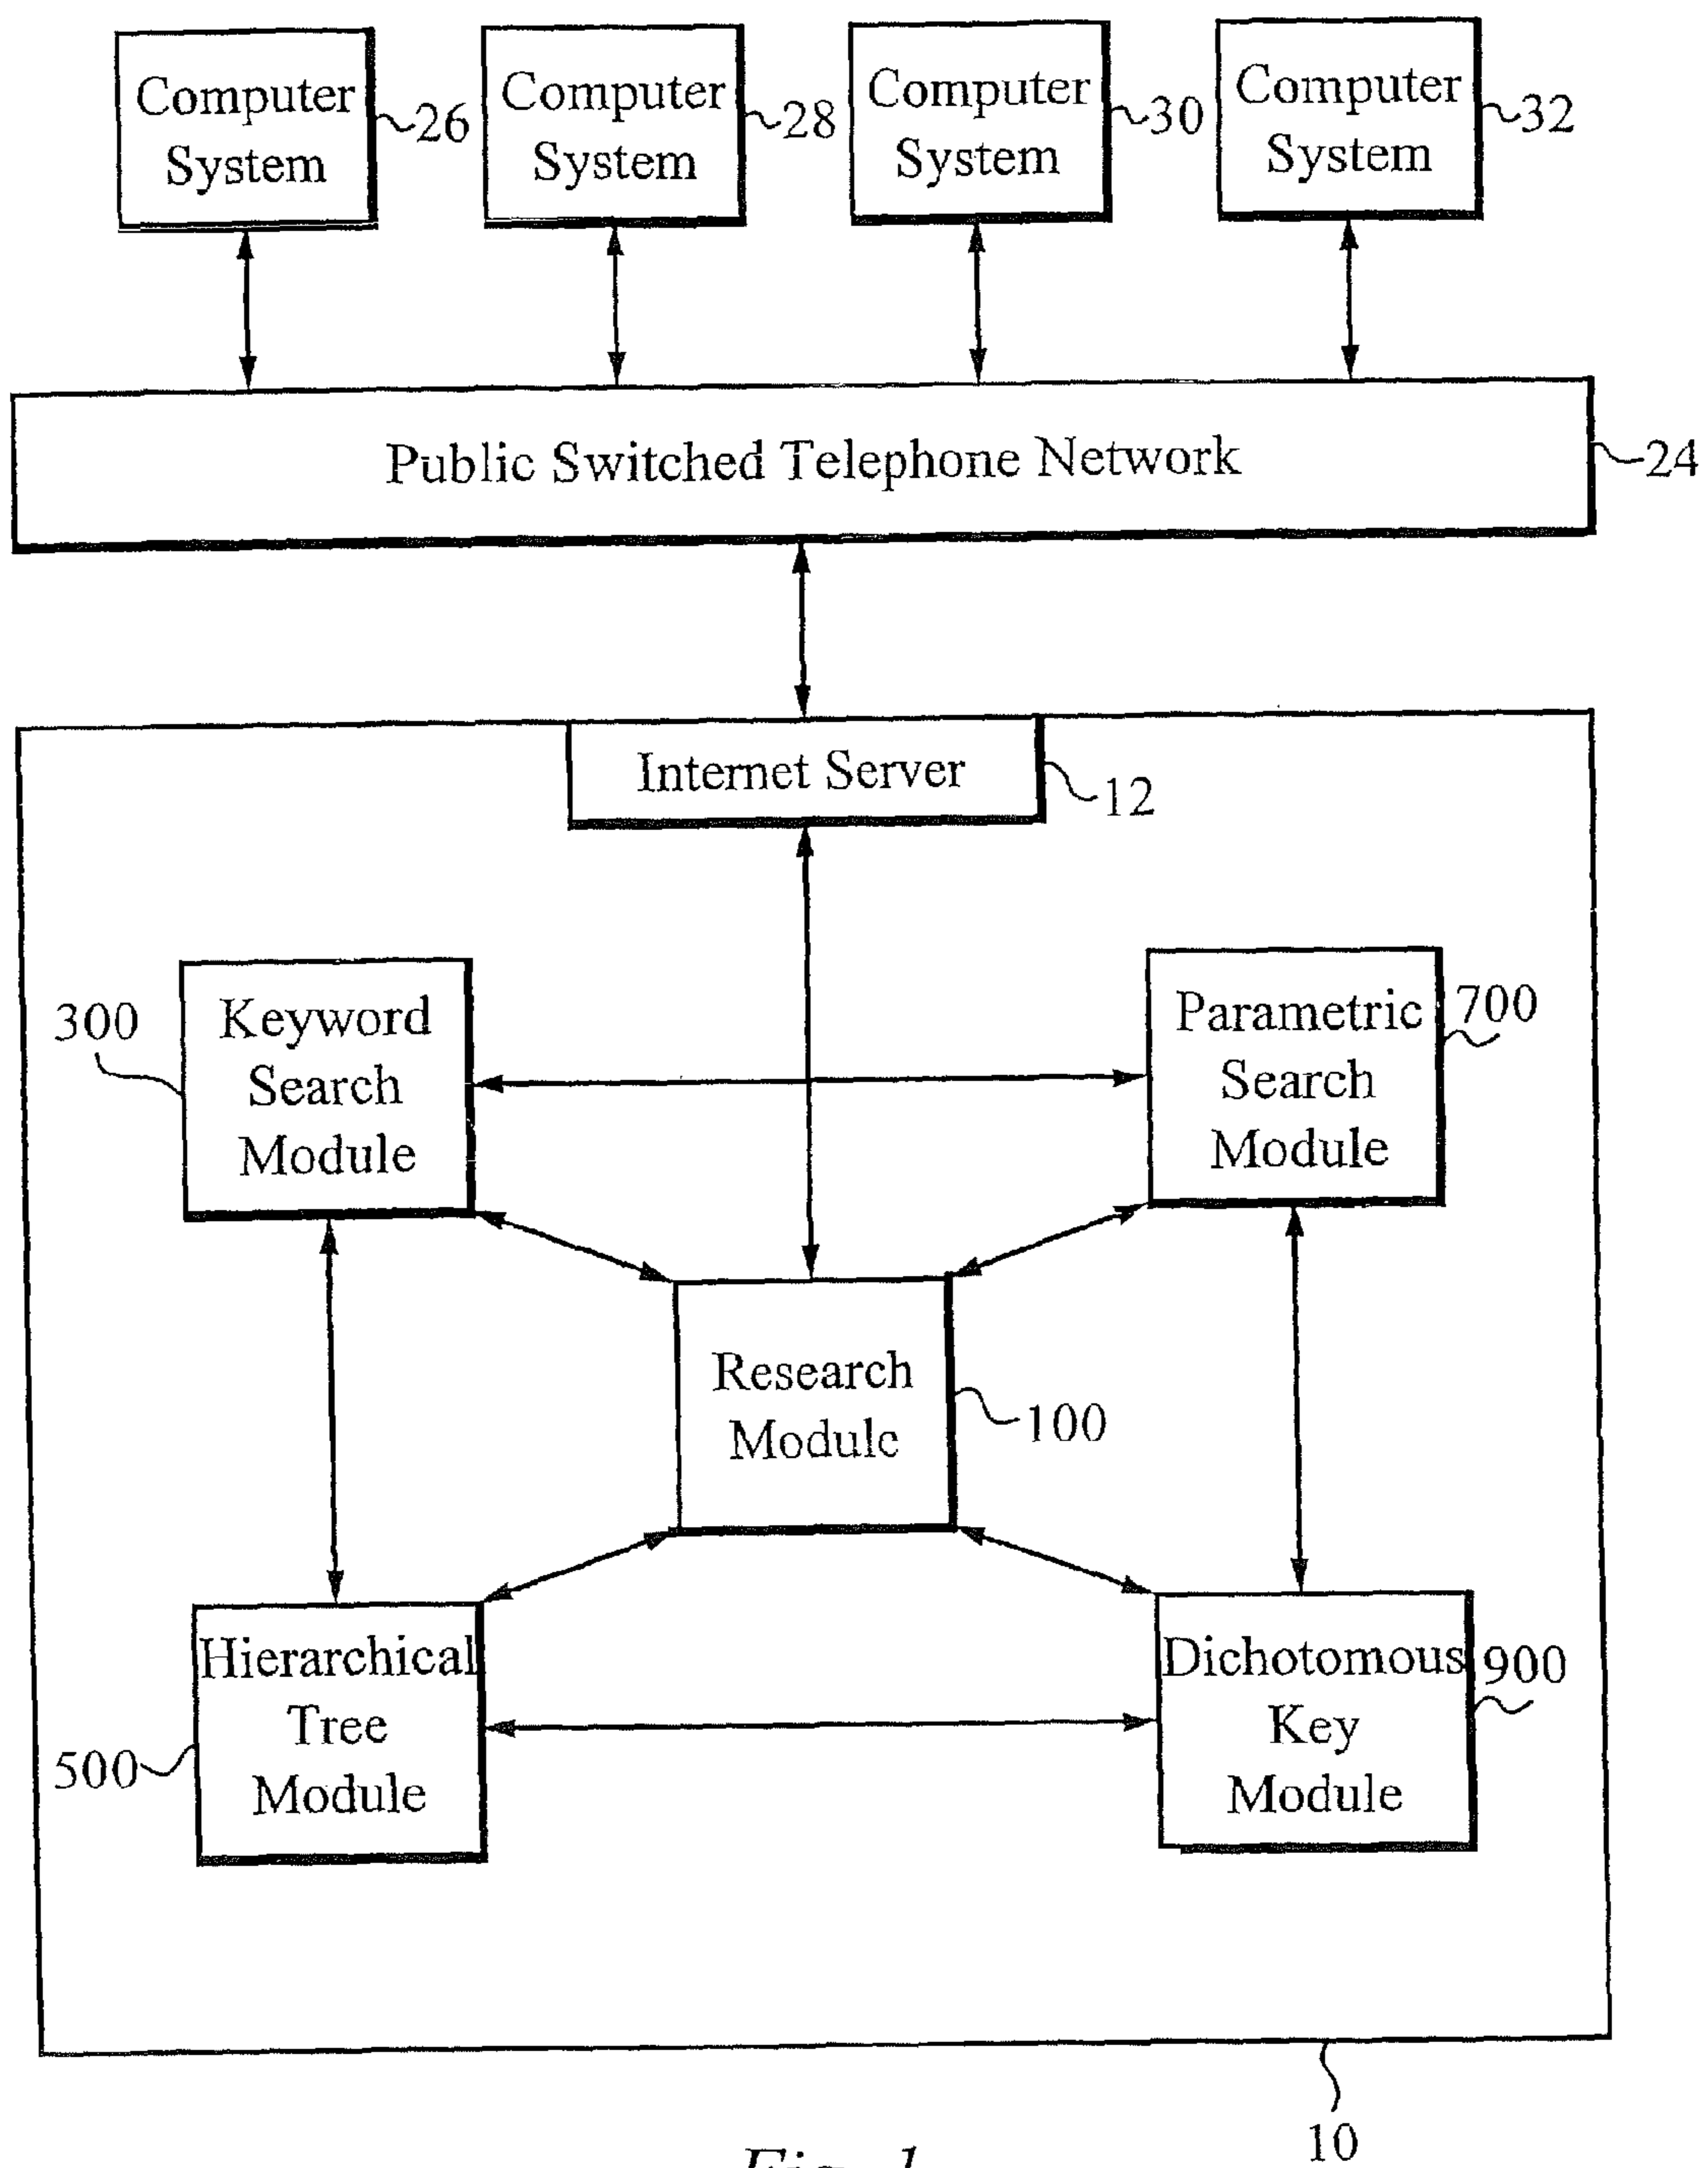 Computer
System
26
Computer
System
28
Computer
System
30
Computer
System
32
Public Switched Telephone Network
24
Internet Server
12
300
Keyword
Search
Module
Parametric
Search
Module
700
Research
Module
100
Hierarchical
Tree
Module
500
Dichotomous
Key
Module
900
10
Fig. 1